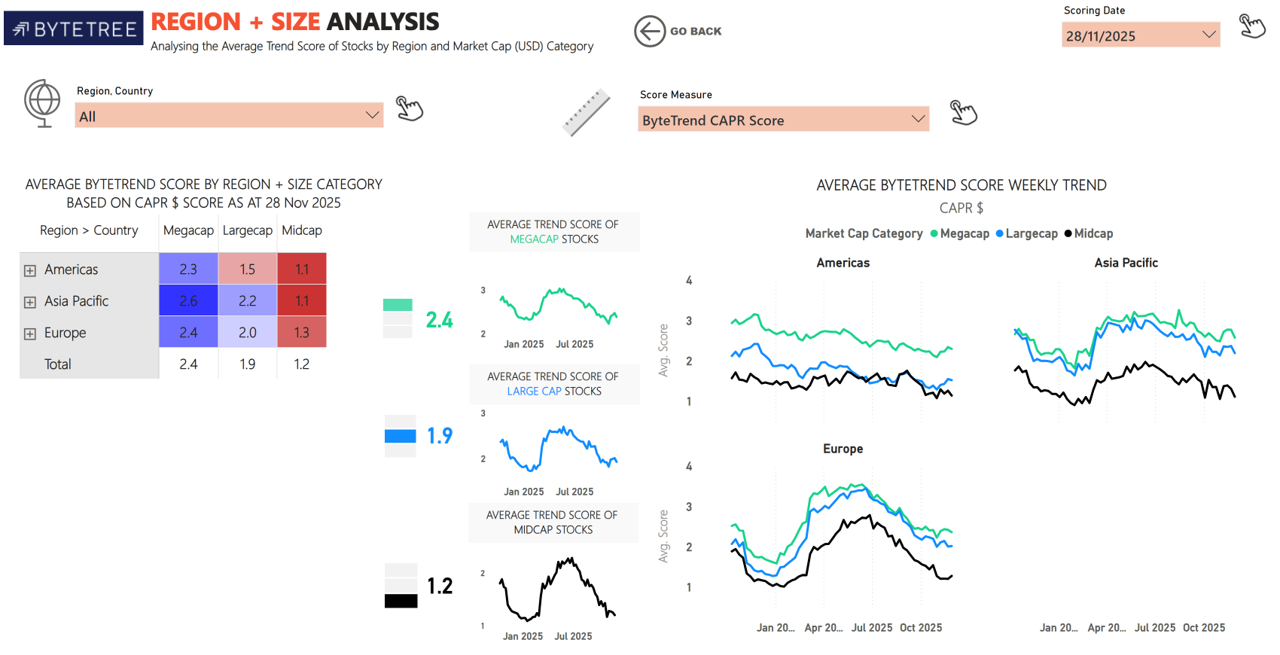 BYTETREE
REGION + SIZE ANALYSIS
Analysing the Average Trend Score of Stocks by Region and Market Cap (USD) Category
GO BACK
Scoring Date
28/11/2025
Region, Country
All
Score Measure
ByteTrend CAPR Score
AVERAGE BYTETREND SCORE BY REGION + SIZE CATEGORY
BASED ON CAPR $ SCORE AS AT 28 Nov 2025
Region > Country Megacap Largecap Midcap
Americas 2.3 1.5 1.1
Asia Pacific 2.6 2.2 1.1
Europe 2.4 2.0 1.3
Total 2.4 1.9 1.2
AVERAGE TREND SCORE OF
MEGACAP STOCKS
2.4
3
2
Jan 2025 Jul 2025
AVERAGE TREND SCORE OF
LARGE CAP STOCKS
1.9
3
2
Jan 2025 Jul 2025
AVERAGE TREND SCORE OF
MIDCAP STOCKS
1.2
2
1
Jan 2025 Jul 2025
AVERAGE BYTETREND SCORE WEEKLY TREND
CAPR $
Market Cap Category Megacap Largecap Midcap
Americas
Asia Pacific
Avg. Score
4
3
2
1
Europe
Avg. Score
4
3
2
1
Jan 20... Apr 20... Jul 2025 Oct 2025
Jan 20... Apr 20... Jul 2025 Oct 2025